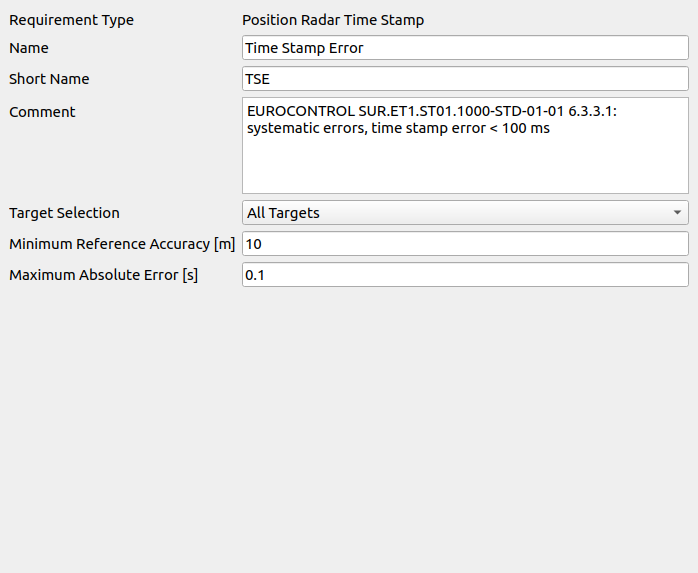 Requirement Type Position Radar Time Stamp
Name Time Stamp Error
Short Name TSE
Comment EUROCONTROL SUR.ET1.ST01.1000-STD-01-01 6.3.3.1:
systematic errors, time stamp error < 100 ms
Target Selection All Targets
Minimum Reference Accuracy [m] 10
Maximum Absolute Error [s] 0.1